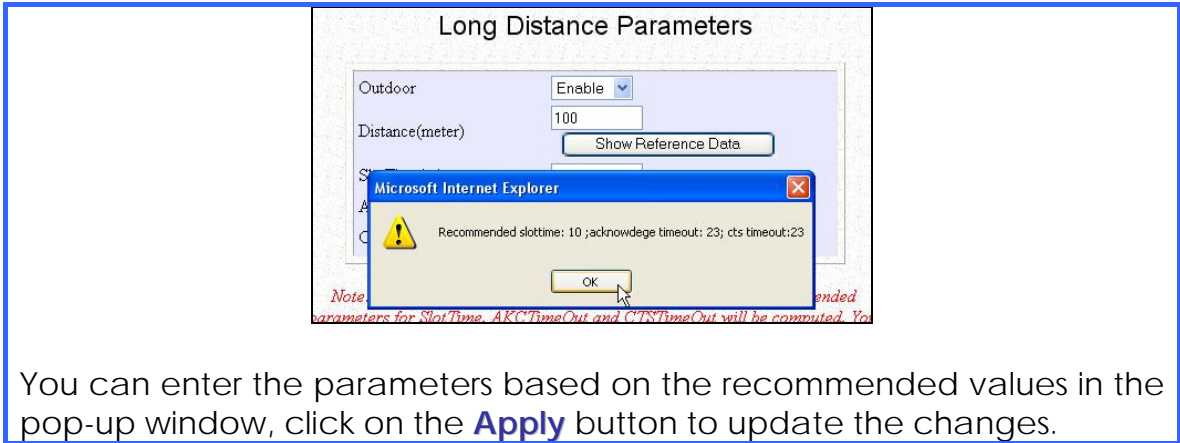 Long Distance Parameters
Outdoor
Enable
Distance(meter)
100
Show Reference Data
Microsoft Internet Explorer
Recommended slottime: 10 ;acknowdege timeout: 23; cts timeout:23
OK
Note
parameters for SlotTime, AKCTimeOut and CTSTimeOut will be computed. You
You can enter the parameters based on the recommended values in the
pop-up window, click on the Apply button to update the changes.